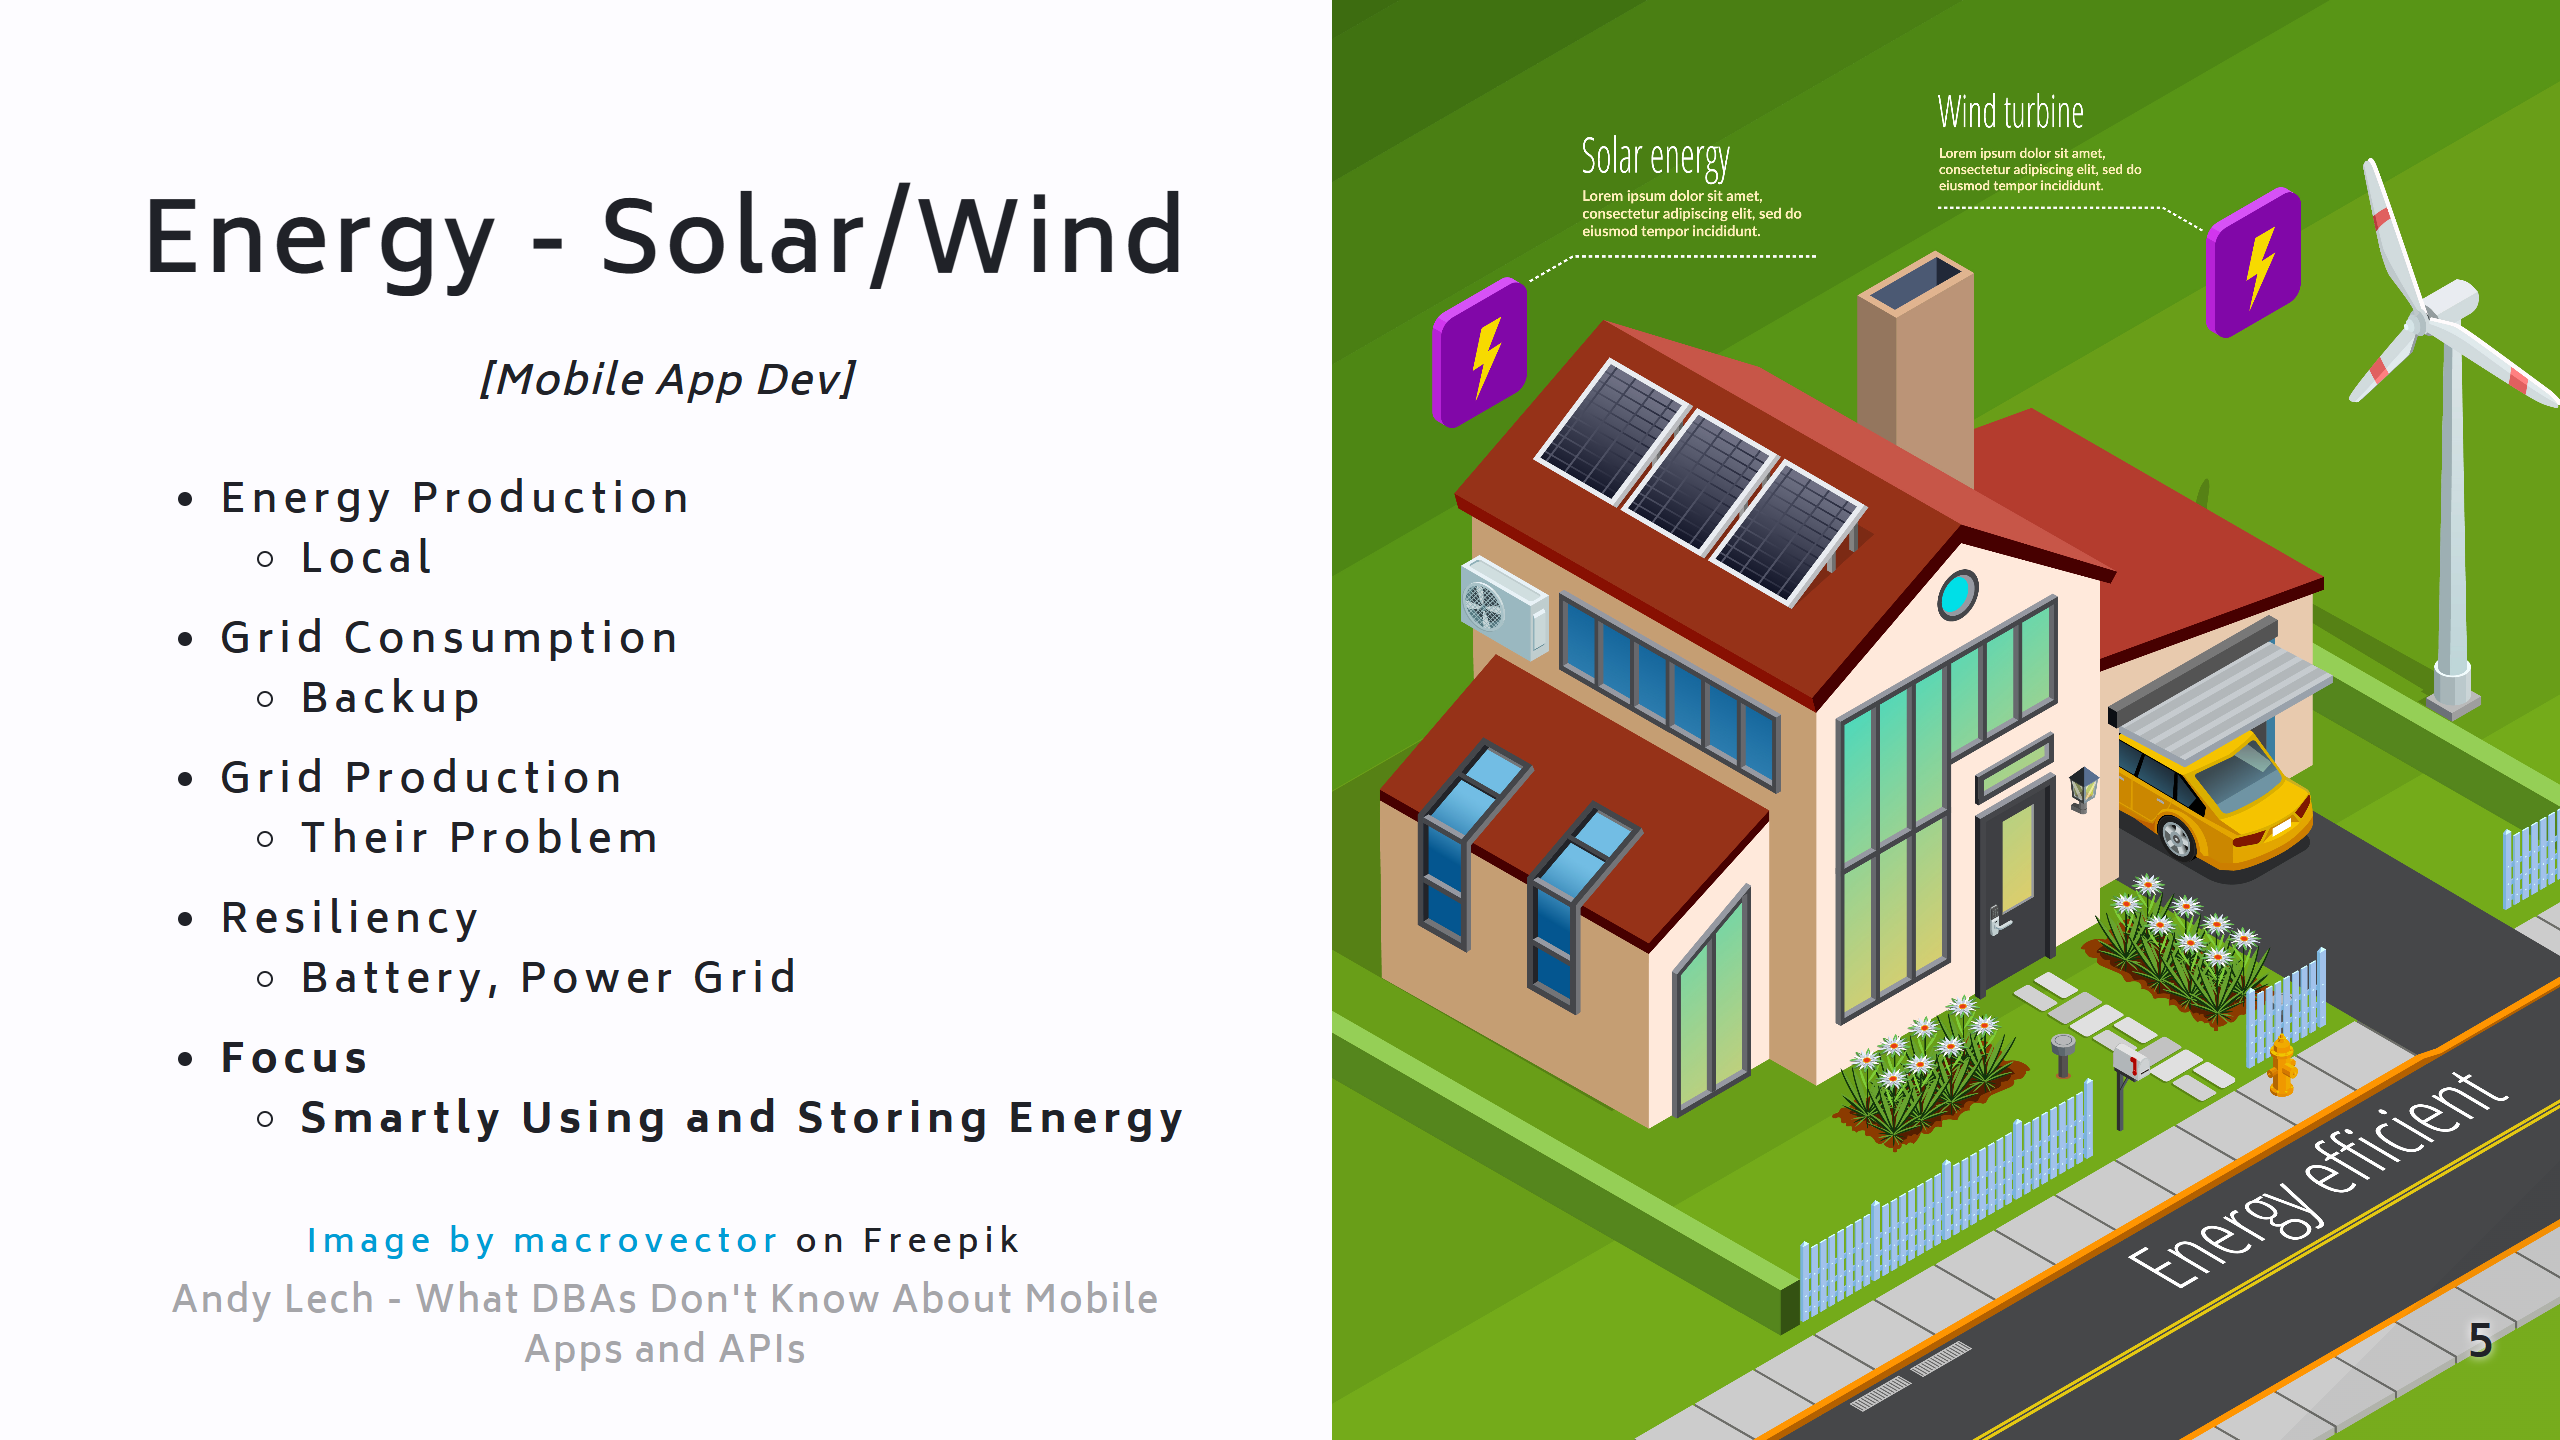 Energy - Solar/Wind
[Mobile App Dev]
Energy Production
Local
Grid Consumption
Backup
Grid Production
Their Problem
Resiliency
Battery, Power Grid
Focus
Smartly Using and Storing Energy
Image by macrovector on Freepik
Andy Lech - What DBAs Don't Know About Mobile
Apps and APIs
Solar energy
Lorem ipsum dolor sit amet,
consectetur adipiscing elit, sed do
eiusmod tempor incididunt.
Wind turbine
Lorem ipsum dolor sit amet,
consectetur adipiscing elit, sed do
eiusmod tempor incididunt.
Energy efficient
5